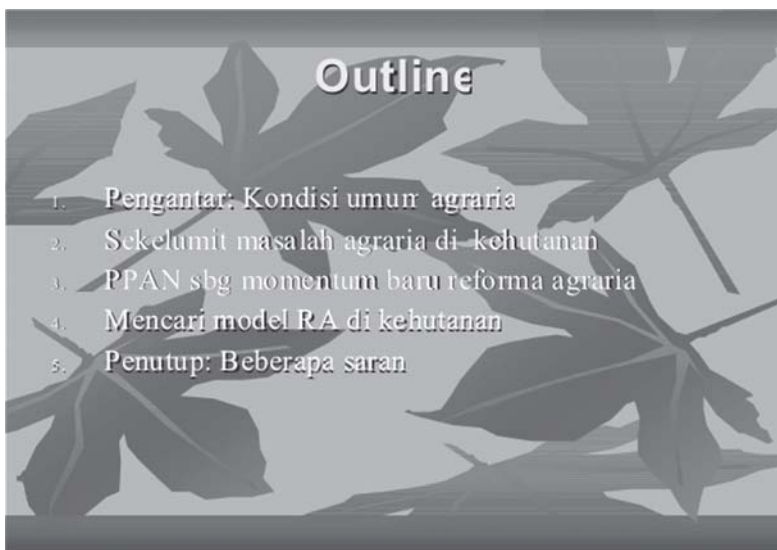 Outline
1. Pengantar: Kondisi umum agraria
2. Sekelumit masalah agraria di kehutanan
3. PPAN sbg momentum baru reforma agraria
4. Mencari model RA di kehutanan
5. Penutup: Beberapa saran